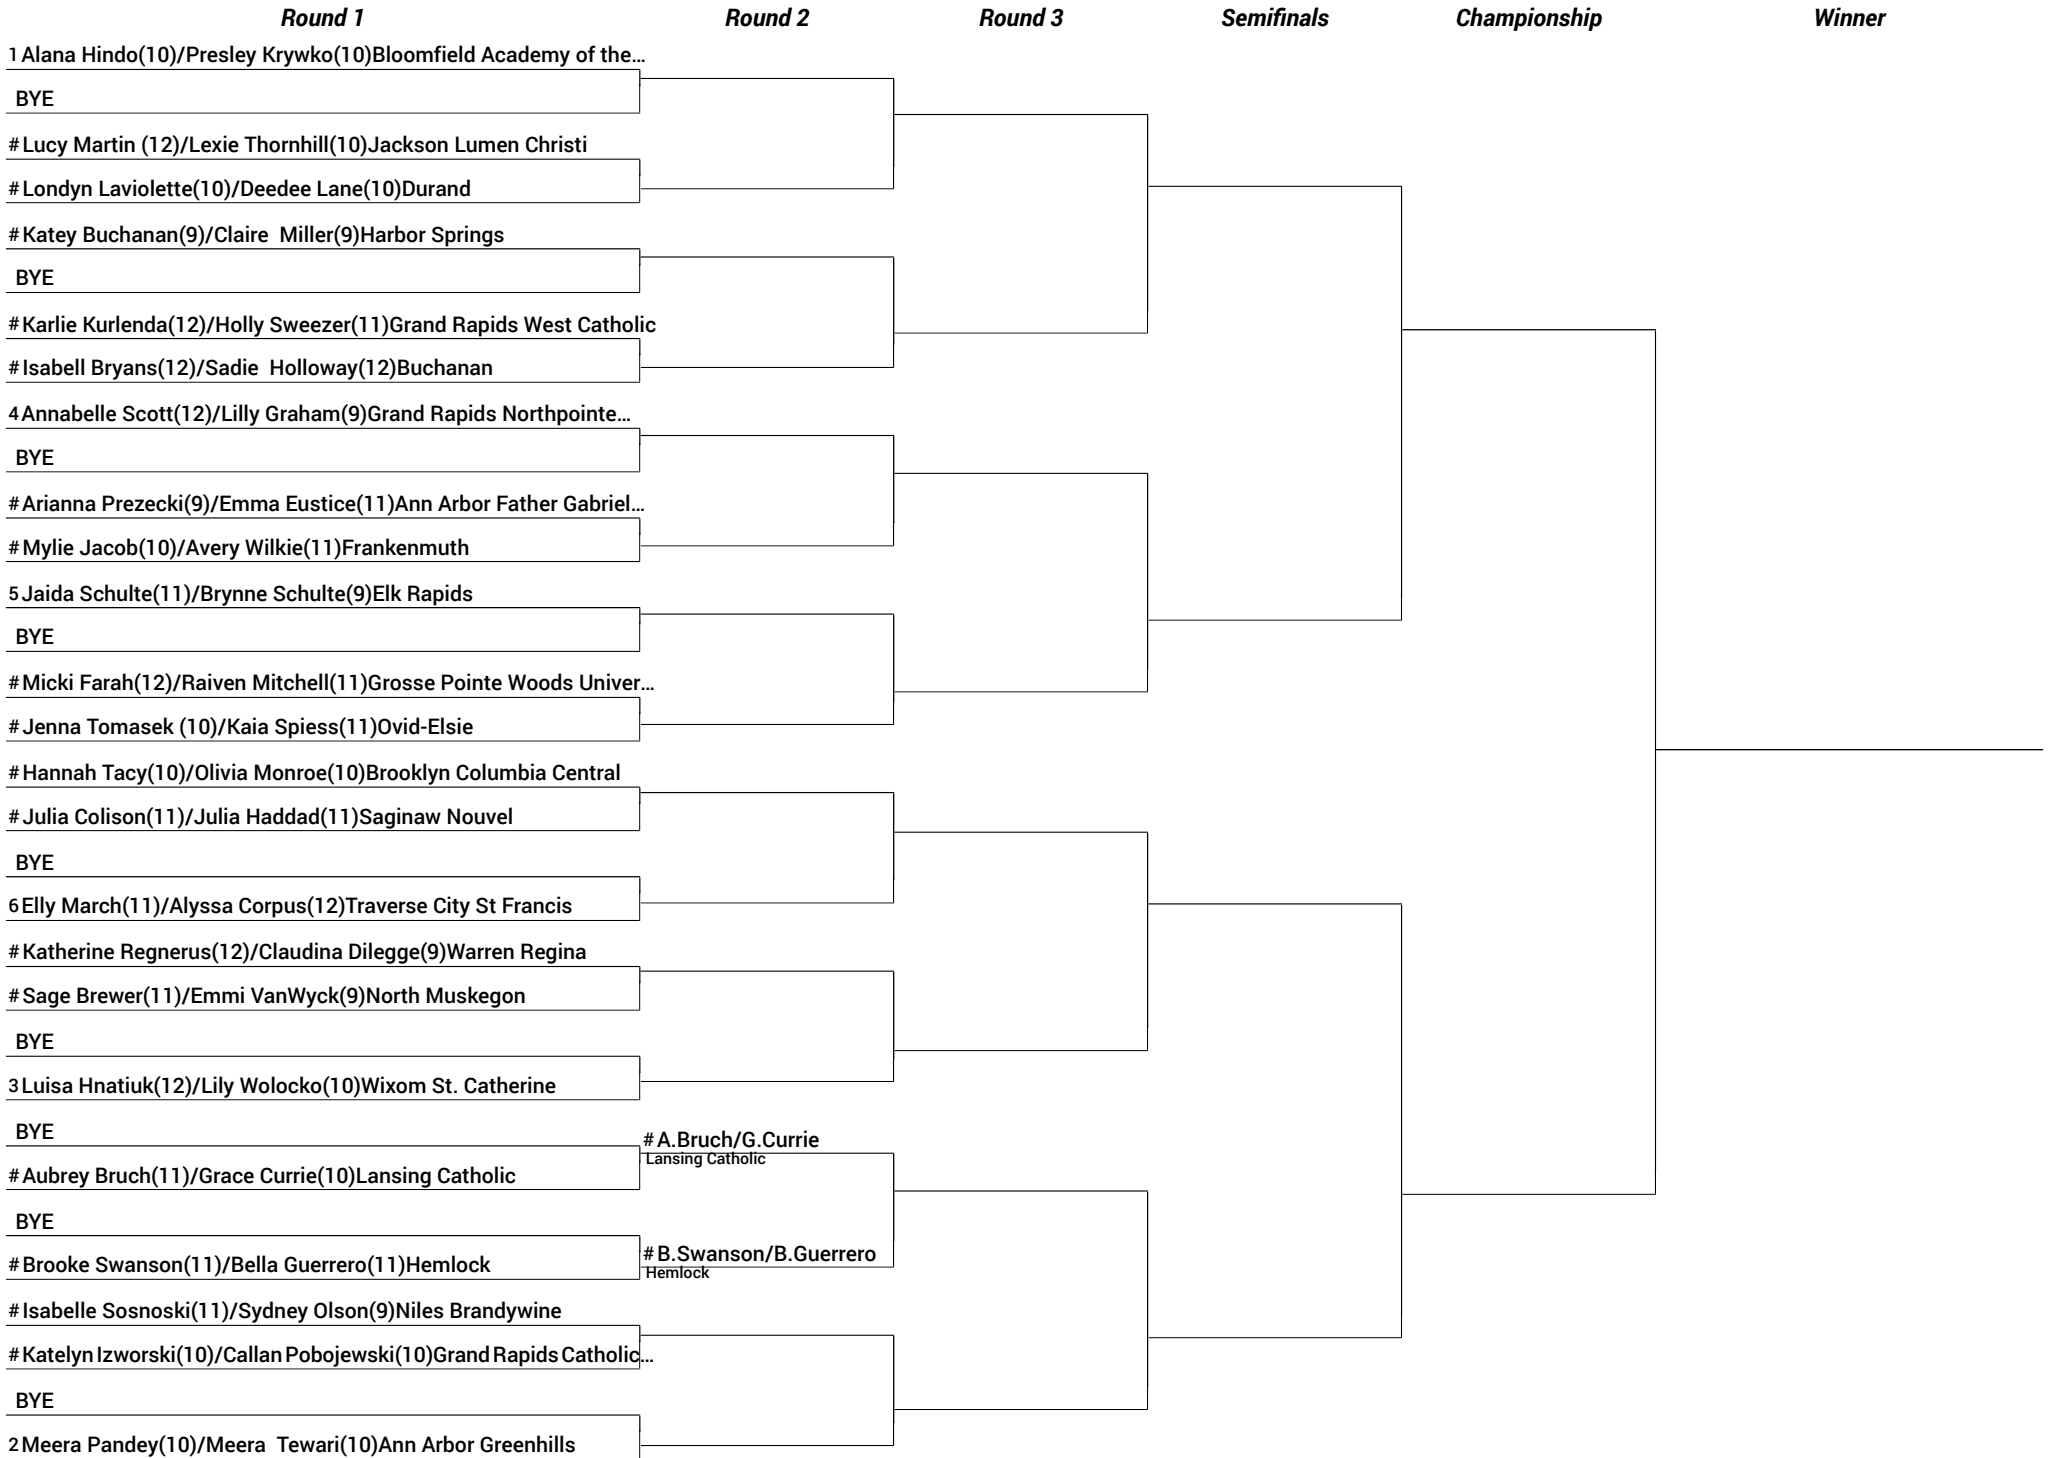 Round 1 Round 2 Round 3 Semifinals Championship Winner
1 Alana Hindo(10)/Presley Krywko(10)Bloomfield Academy of the...
BYE
# Lucy Martin (12)/Lexie Thornhill(10)Jackson Lumen Christi
# Londyn Laviolette(10)/Deedee Lane(10)Durand
# Katey Buchanan(9)/Claire  Miller(9)Harbor Springs
BYE
# Karlie Kurlenda(12)/Holly Sweezer(11)Grand Rapids West Catholic
# Isabell Bryans(12)/Sadie  Holloway(12)Buchanan
4 Annabelle Scott(12)/Lilly Graham(9)Grand Rapids Northpointe...
BYE
# Arianna Prezecki(9)/Emma Eustice(11)Ann Arbor Father Gabriel...
# Mylie Jacob(10)/Avery Wilkie(11)Frankenmuth
5 Jaida Schulte(11)/Brynne Schulte(9)Elk Rapids
BYE
# Micki Farah(12)/Raiven Mitchell(11)Grosse Pointe Woods Univer...
# Jenna Tomasek (10)/Kaia Spiess(11)Ovid-Elsie
# Hannah Tacy(10)/Olivia Monroe(10)Brooklyn Columbia Central
# Julia Colison(11)/Julia Haddad(11)Saginaw Nouvel
BYE
6 Elly March(11)/Alyssa Corpus(12)Traverse City St Francis
# Katherine Regnerus(12)/Claudina Dilegge(9)Warren Regina
# Sage Brewer(11)/Emmi VanWyck(9)North Muskegon
BYE
3 Luisa Hnatiuk(12)/Lily Wolocko(10)Wixom St. Catherine
BYE
# A.Bruch/G.Currie
Lansing Catholic
# Aubrey Bruch(11)/Grace Currie(10)Lansing Catholic
BYE
# B.Swanson/B.Guerrero
Hemlock
# Brooke Swanson(11)/Bella Guerrero(11)Hemlock
# Isabelle Sosnoski(11)/Sydney Olson(9)Niles Brandywine
# Katelyn Izworski(10)/Callan Pobojewski(10)Grand Rapids Catholic...
BYE
2 Meera Pandey(10)/Meera  Tewari(10)Ann Arbor Greenhills